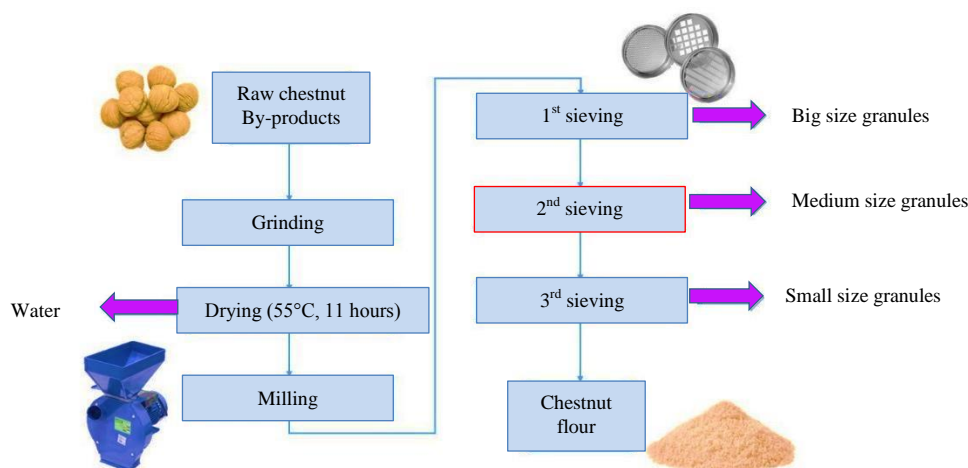 Raw chestnut
By-products
Grinding
Drying (55°C, 11 hours)
Water
Milling
1st sieving
Big size granules
2nd sieving
Medium size granules
3rd sieving
Small size granules
Chestnut
flour